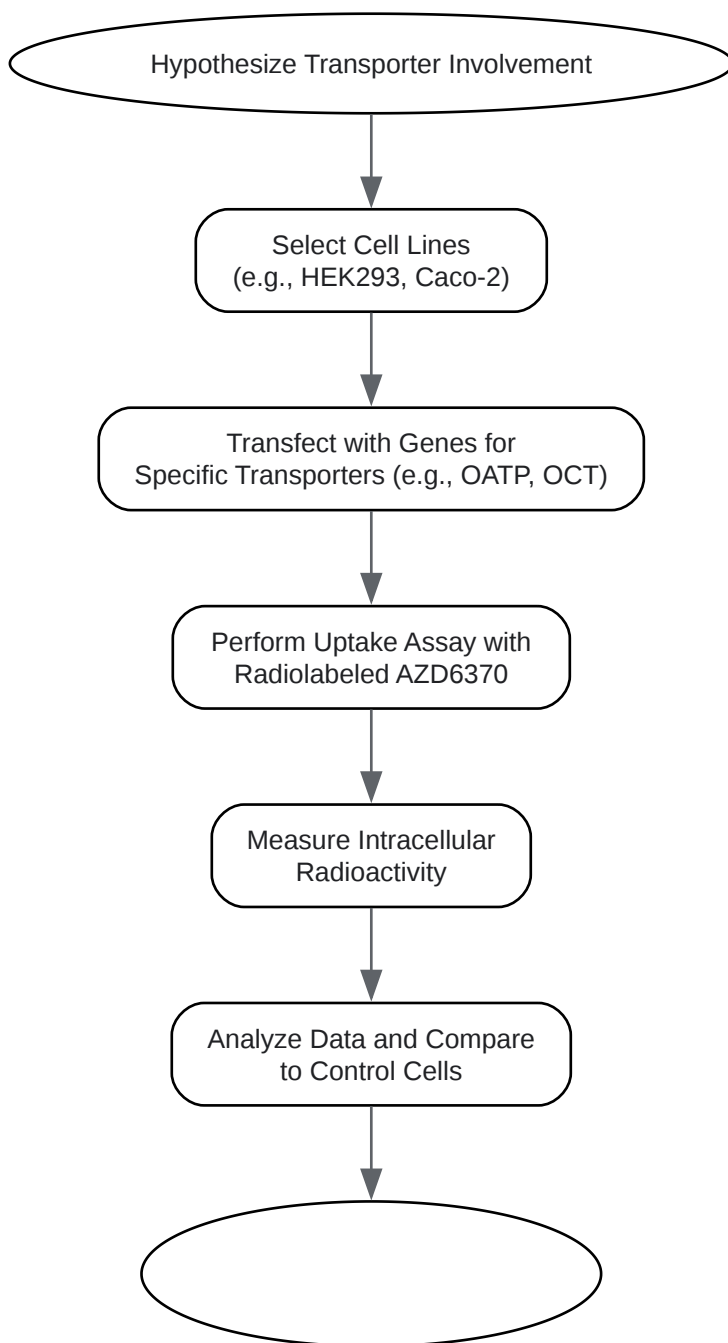 Hypothesize Transporter Involvement
Select Cell Lines
(e.g., HEK293, Caco-2)
Transfect with Genes for
Specific Transporters (e.g., OATP, OCT)
Perform Uptake Assay with
Radiolabeled AZD6370
Measure Intracellular
Radioactivity
Analyze Data and Compare
to Control Cells